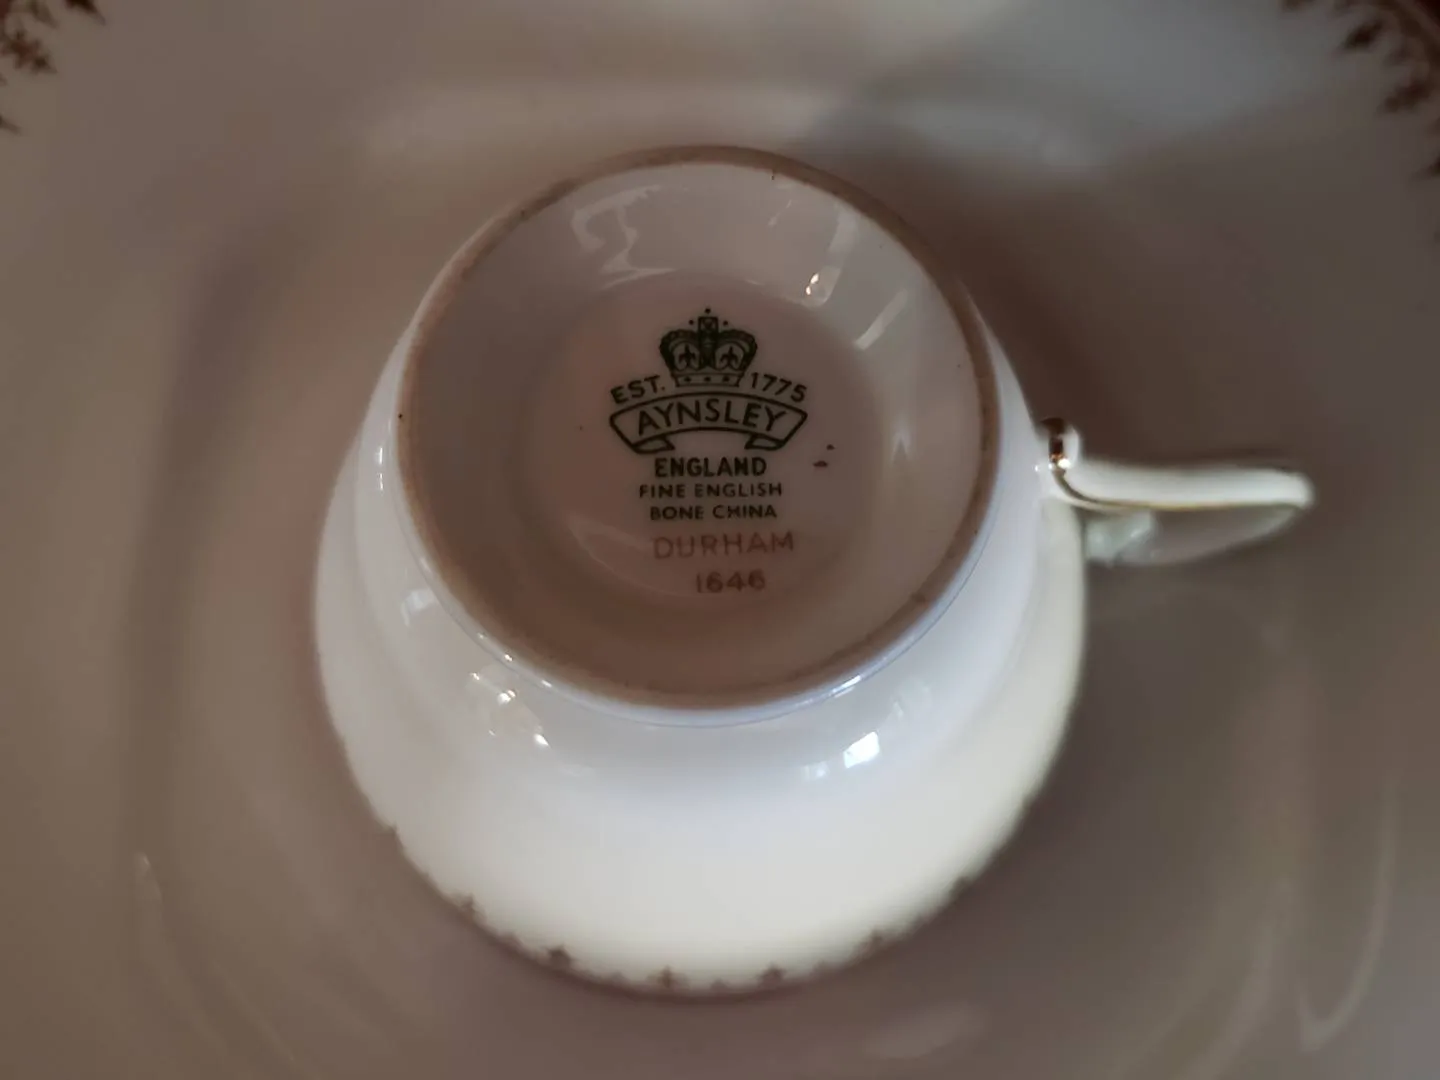 EST. 1775
AYNSLEY
ENGLAND
FINE ENGLISH
BONE CHINA
DURHAM
1646